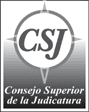 CSJ
Consejo Superior
de la Judicatura